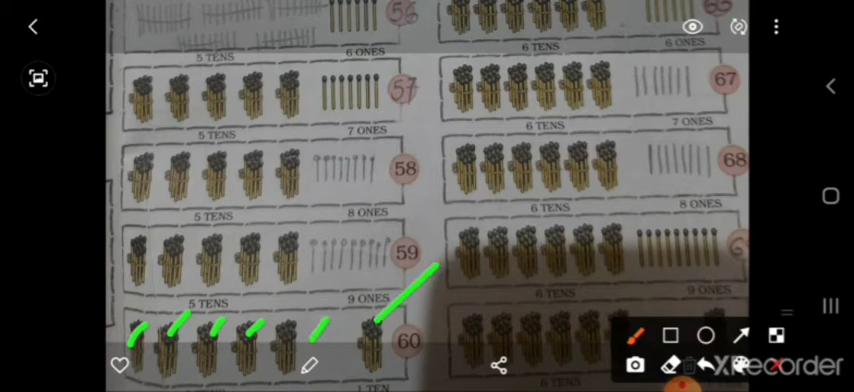 56
5 TENS 6 ONES
6 TENS 6 ONES
57
5 TENS 7 ONES
67
6 TENS 7 ONES
58
5 TENS 8 ONES
68
6 TENS 8 ONES
59
5 TENS 9 ONES
6 TENS 9 ONES
60
1 TEN
6 TENS
XRecorder